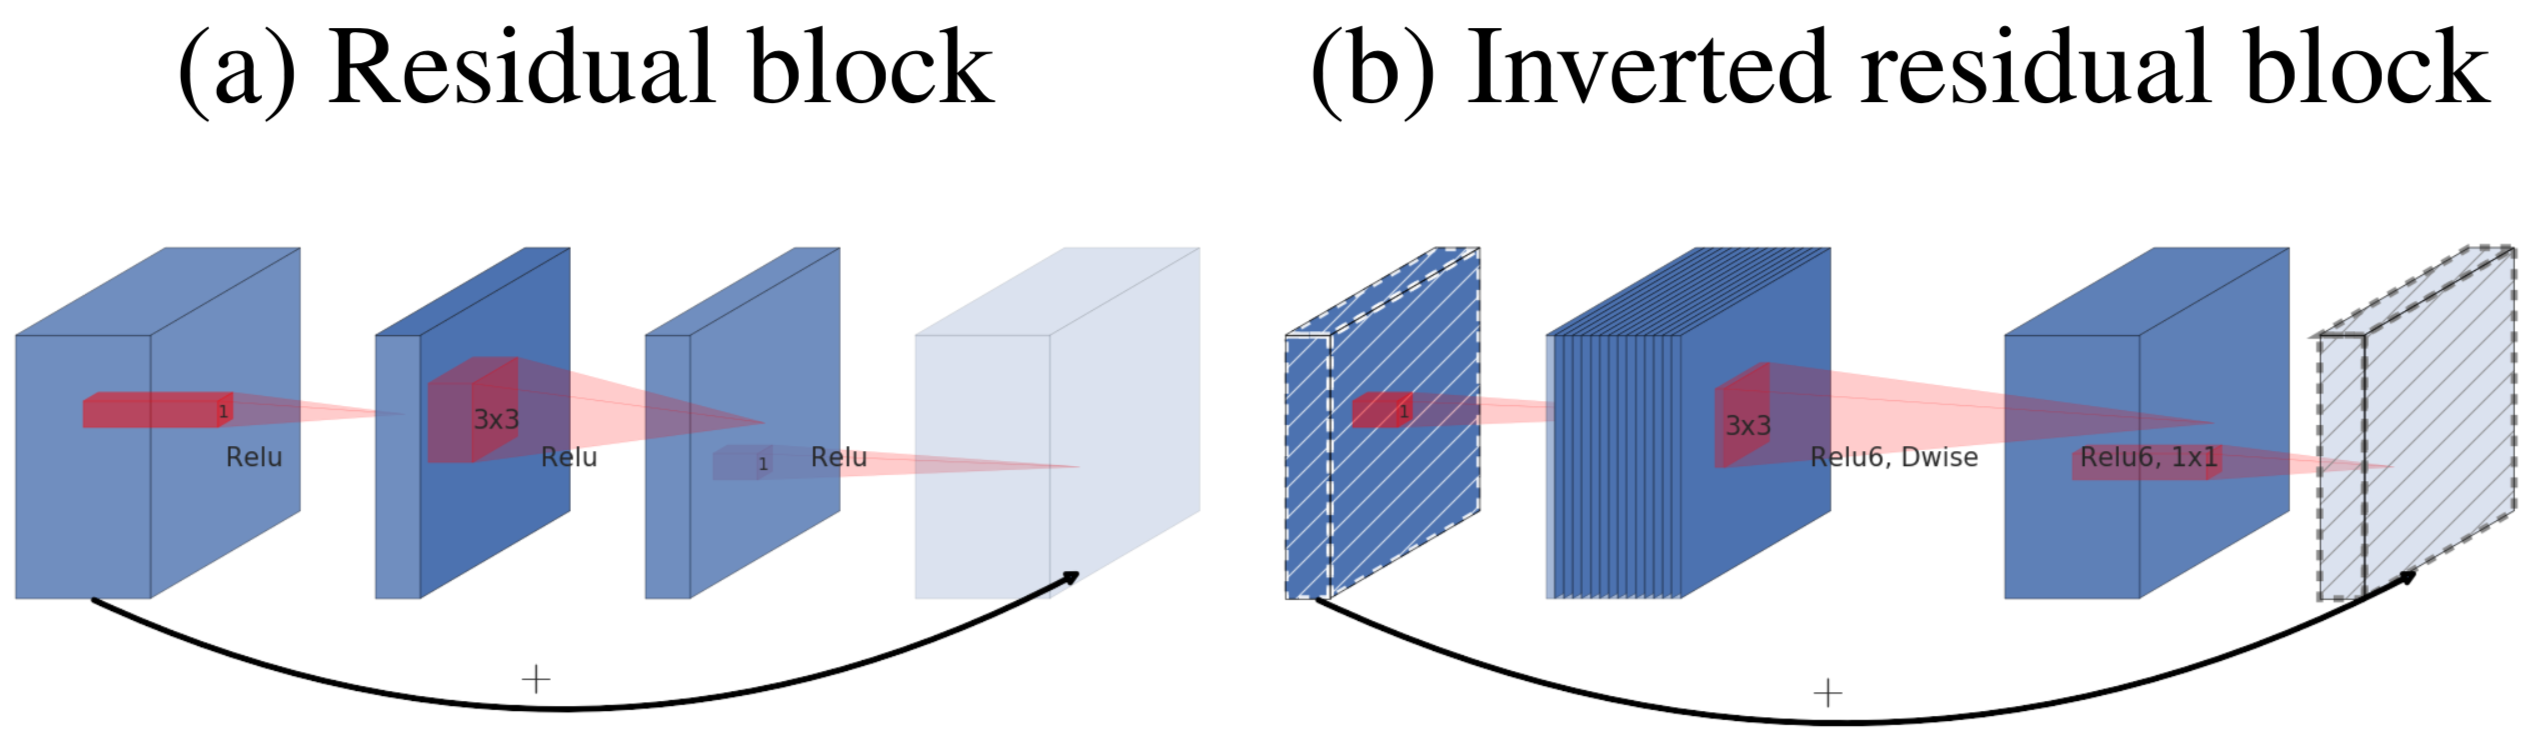 (a) Residual block
(b) Inverted residual block
1
Relu
3x3
Relu
1
Relu
+
1
3x3
Relu6, Dwise
Relu6, 1x1
+